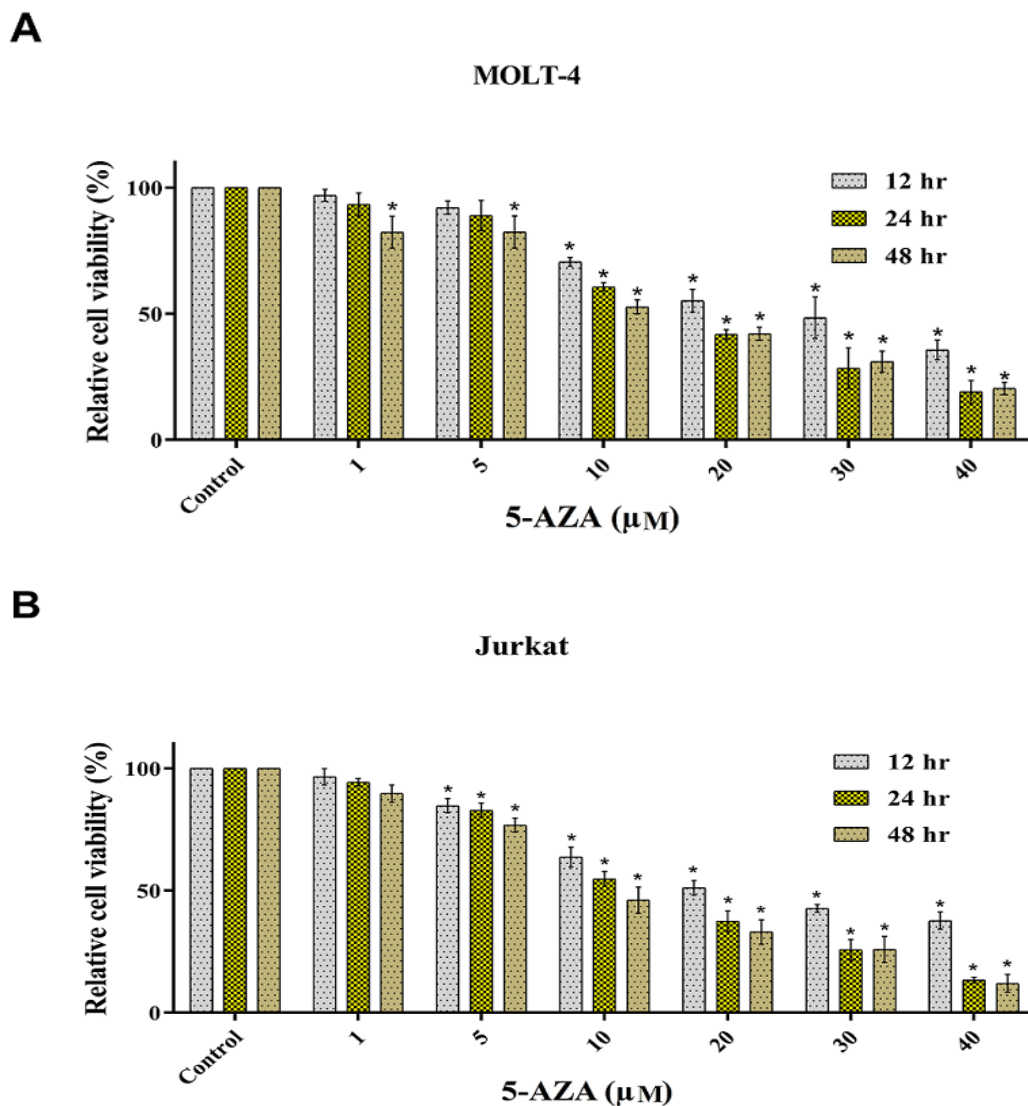 A
MOLT-4
Relative cell viability (%)
100
50
0
12 hr
24 hr
48 hr
* * * * * * * * * * * * * *
Control 1 5 10 20 30 40
5-AZA (µM)
B
Jurkat
Relative cell viability (%)
100
50
0
12 hr
24 hr
48 hr
* * * * * * * * * * * * * * *
Control 1 5 10 20 30 40
5-AZA (µM)